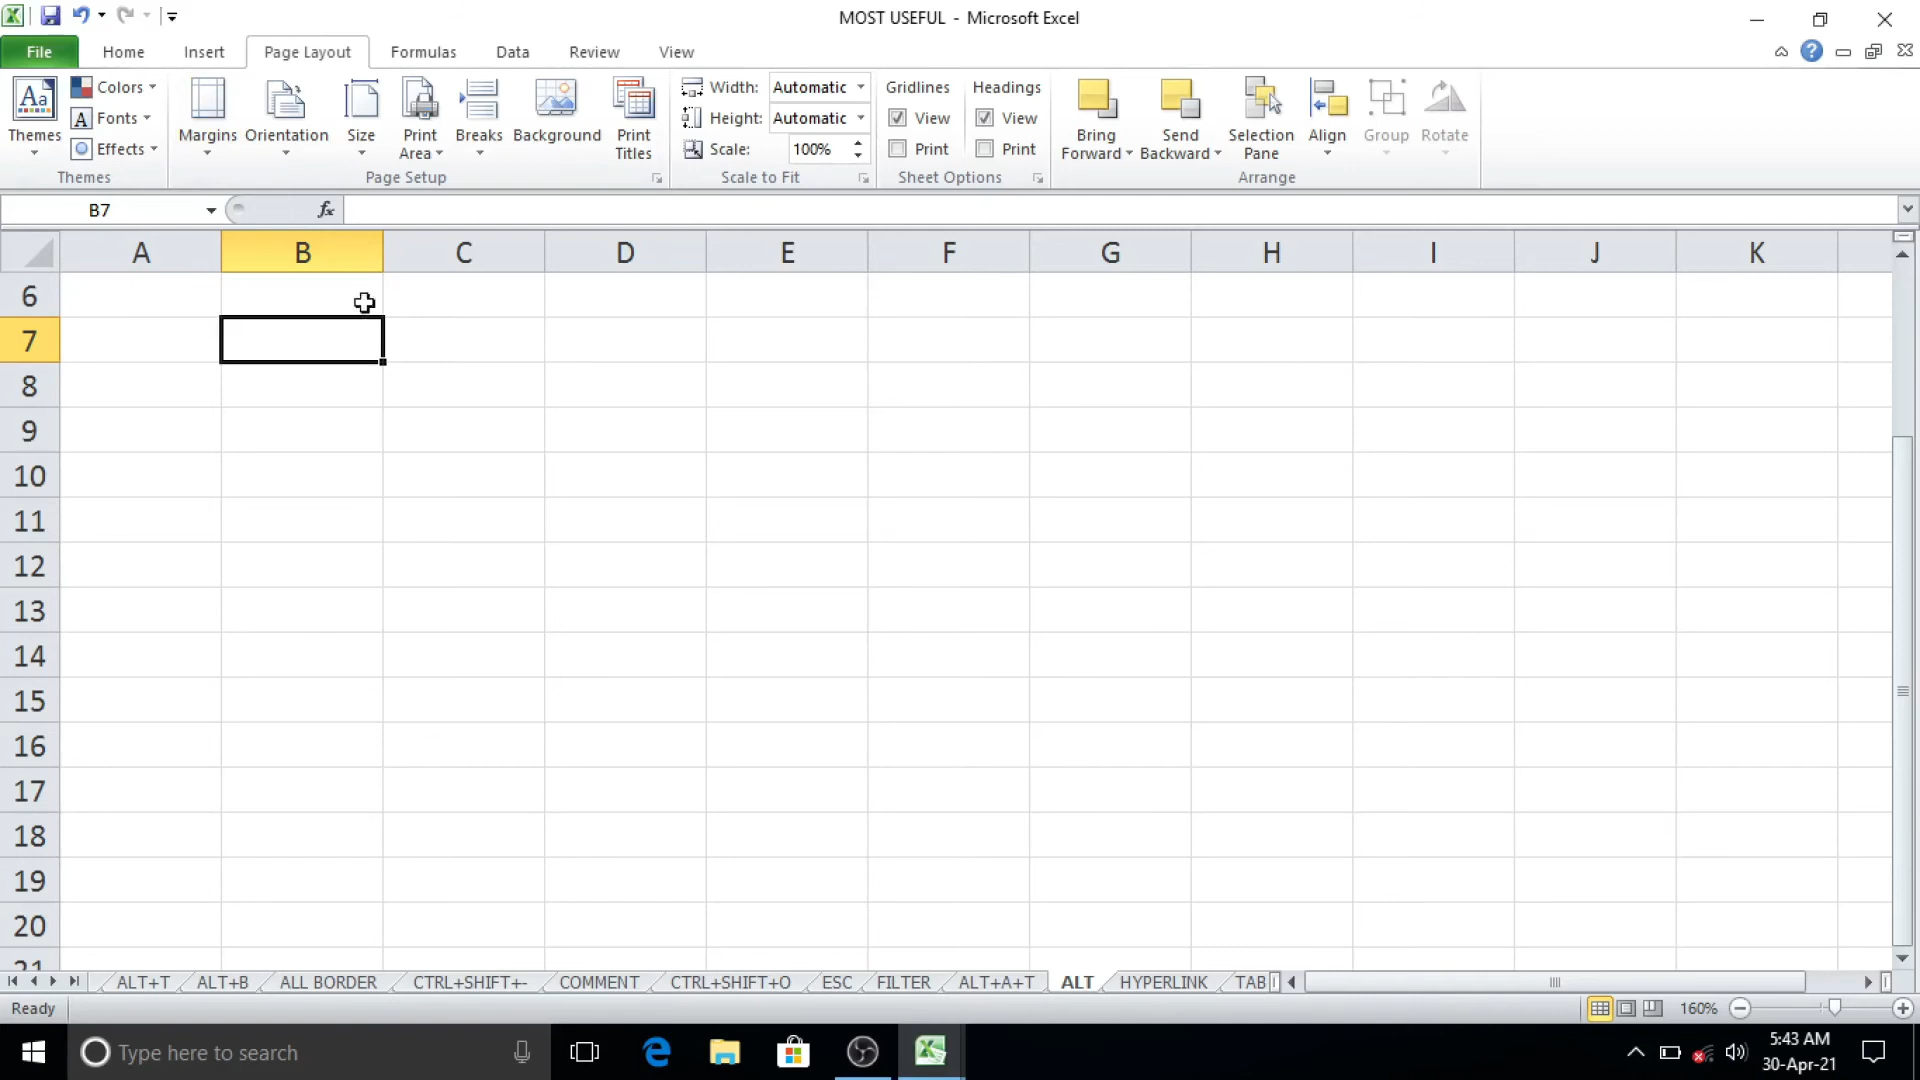 MOST USEFUL - Microsoft Excel
File Home Insert Page Layout Formulas Data Review View
Colors Width: Automatic Gridlines Headings
Fonts Height: Automatic View View
Themes Margins Orientation Size Print Area Breaks Background Print Titles Bring Forward Send Backward Selection Pane Align Group Rotate
Effects Scale: 100% Print Print
Themes Page Setup Scale to Fit Sheet Options Arrange
B7 fx
A B C D E F G H I J K
6
7
8
9
10
11
12
13
14
15
16
17
18
19
20
21
ALT+T ALT+B ALL BORDER CTRL+SHIFT+- COMMENT CTRL+SHIFT+O ESC FILTER ALT+A+T ALT HYPERLINK TAB
Ready 160%
Type here to search 5:43 AM
30-Apr-21